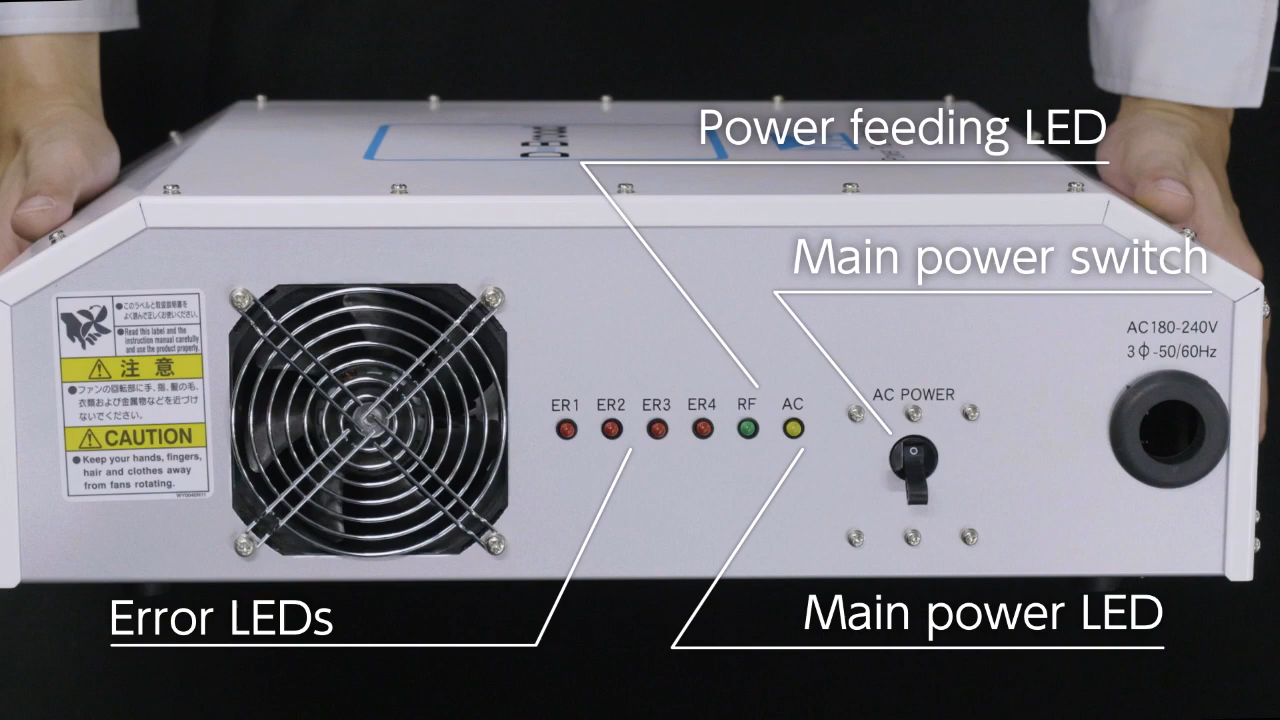 Power feeding LED
Main power switch
AC180-240V
3ϕ-50/60Hz
●このラベルと取扱説明書を
よく読んで正しくお使いください。
●Read this label and the
instruction manual carefully
and use the product properly.
注意
●ファンの回転部に手、指、髪の毛、
衣類および金属物などを近づけ
ないでください。
CAUTION
●Keep your hands, fingers,
hair and clothes away
from fans rotating.
ER1 ER2 ER3 ER4 RF AC
AC POWER
Error LEDs
Main power LED